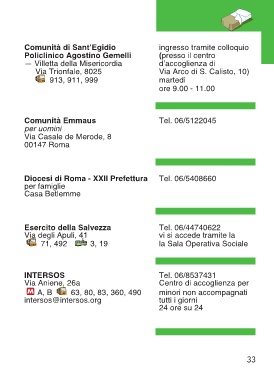 Comunità di Sant'Egidio
Policlinico Agostino Gemelli
— Villetta della Misericordia
Via Trionfale, 8025
913, 911, 999
ingresso tramite colloquio
(presso il centro
d'accoglienza di
Via Arco di S. Calisto, 10)
martedì
ore 9.00 - 11.00
Comunità Emmaus
per uomini
Via Casale de Merode, 8
00147 Roma
Tel. 06/5122045
Diocesi di Roma - XXII Prefettura
per famiglie
Casa Betlemme
Tel. 06/5408660
Esercito della Salvezza
Via degli Apuli, 41
71, 492 3, 19
Tel. 06/44740622
vi si accede tramite la
la Sala Operativa Sociale
INTERSOS
Via Aniene, 26a
M A, B 63, 80, 83, 360, 490
intersos@intersos.org
Tel. 06/8537431
Centro di accoglienza per
minori non accompagnati
tutti i giorni
24 ore su 24
33